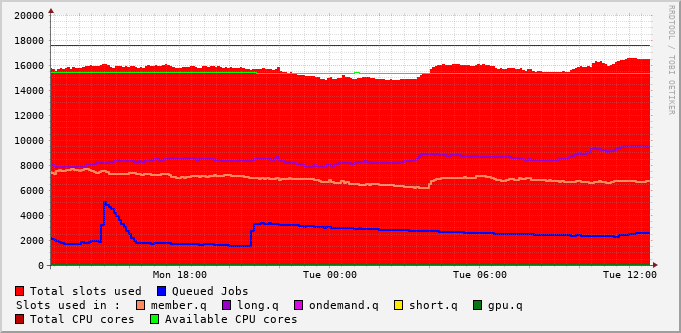 20000
18000
16000
14000
12000
10000
8000
6000
4000
2000
0
Mon 18:00 Tue 00:00 Tue 06:00 Tue 12:00
Total slots used Queued Jobs
Slots used in : member.q long.q ondemand.q short.q gpu.q
Total CPU cores Available CPU cores
RRDTOOL / TOBI OETIKER